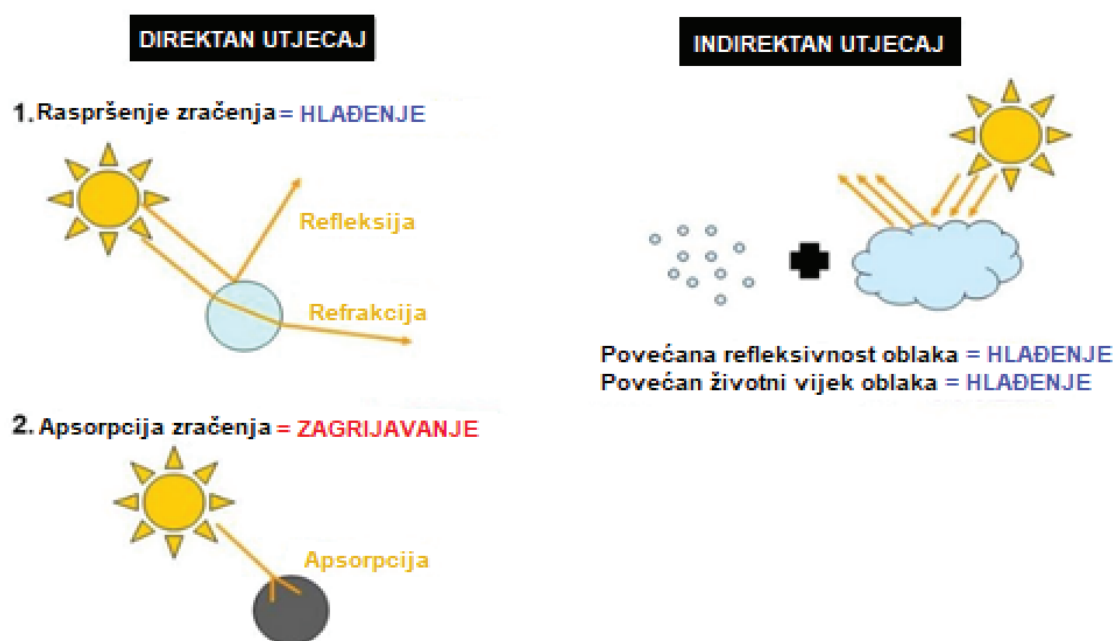 DIREKTAN UTJECAJ
1. Raspršenje zračenja = HLAĐENJE
Refleksija
Refrakcija
2. Apsorpcija zračenja = ZAGRIJAVANJE
Apsorpcija
INDIREKTAN UTJECAJ
Povećana refleksivnost oblaka = HLAĐENJE
Povećan životni vijek oblaka = HLAĐENJE